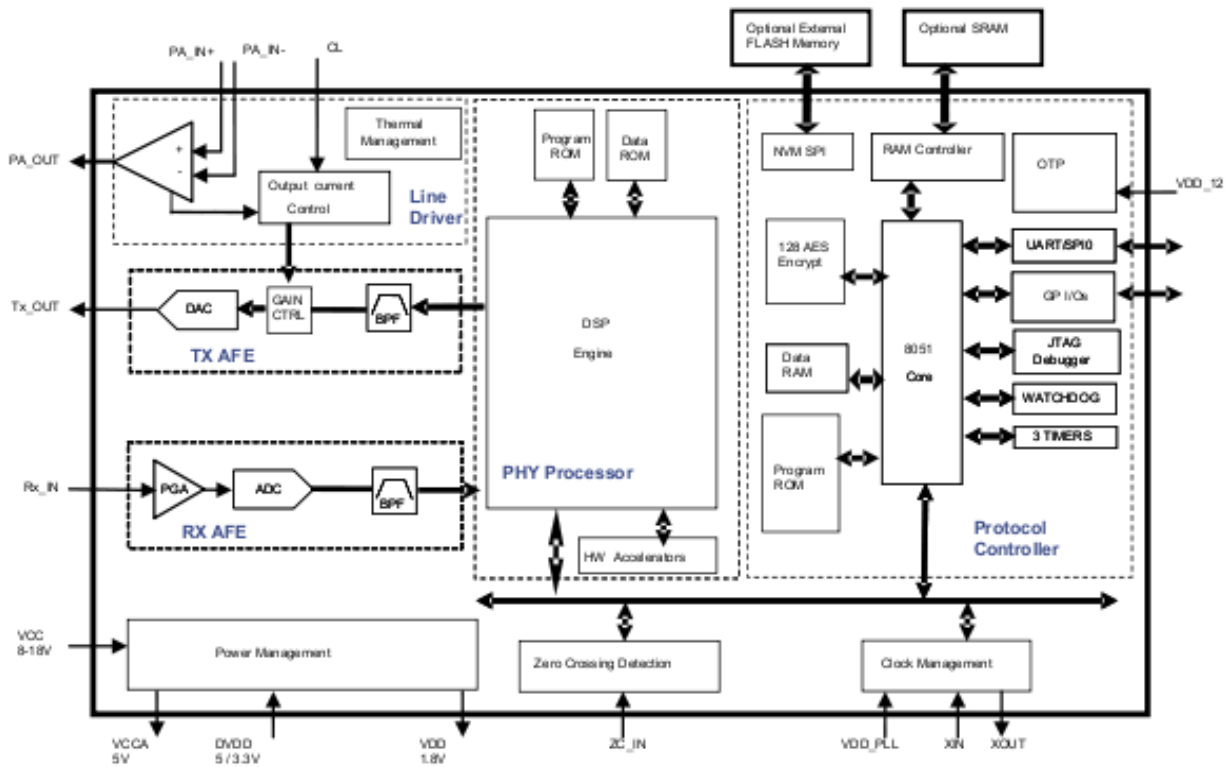 PA_IN+
PA_IN-
CL
Optional External
FLASH Memory
Optional SRAM
Thermal
Management
Program
ROM
Data
ROM
NVM SPI
RAM Controller
OTP
PA_OUT
+
-
Output current
Control
Line
Driver
VDD_12
128 AES
Encrypt
UART/SPI0
GP I/Os
Tx_OUT
DAC
GAIN
CTRL
BPF
TX AFE
DSP
Engine
8051
Core
JTAG
Debugger
Data
RAM
WATCHDOG
3 TIMERS
Rx_IN
PGA
ADC
BPF
RX AFE
PHY Processor
Program
ROM
HW Accelerators
Protocol
Controller
VCC
8-18V
Power Management
Zero Crossing Detection
Clock Management
VCCA
5V
DVDD
5 / 3.3V
VDD
1.8V
ZC_IN
VDD_PLL
XIN
XOUT